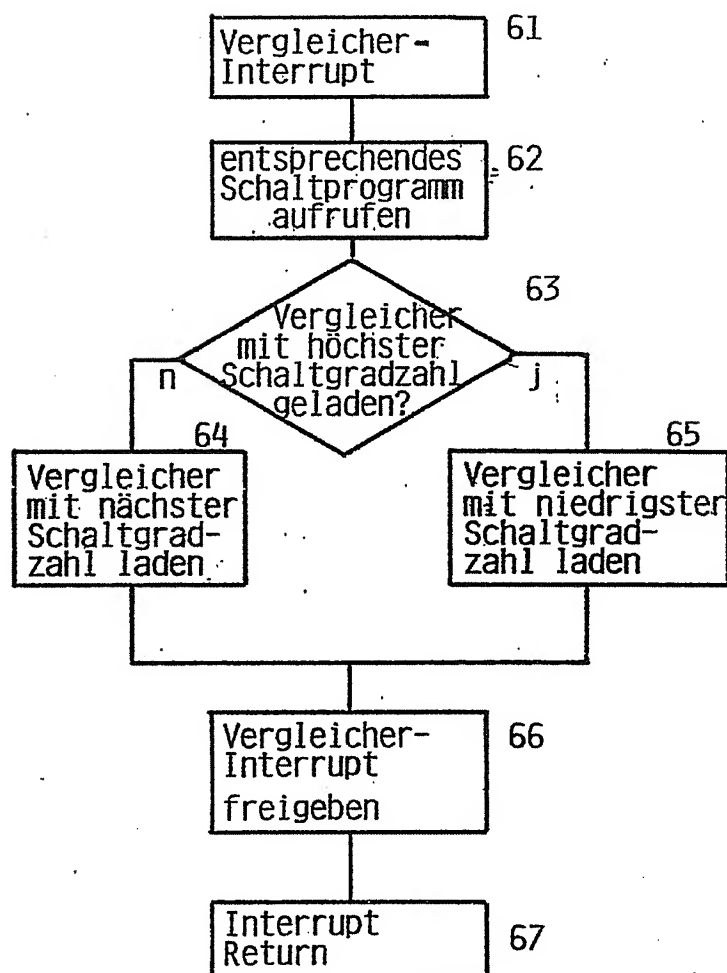 61
Vergleicher-
Interrupt
entsprechendes
Schaltprogramm
aufrufen
62
63
Vergleicher
mit höchster
Schaltgradzahl
geladen?
n
j
64
Vergleicher
mit nächster
Schaltgrad-
zahl laden
65
Vergleicher
mit niedrigster
Schaltgrad-
zahl laden
Vergleicher-
Interrupt
freigeben
66
Interrupt
Return
67